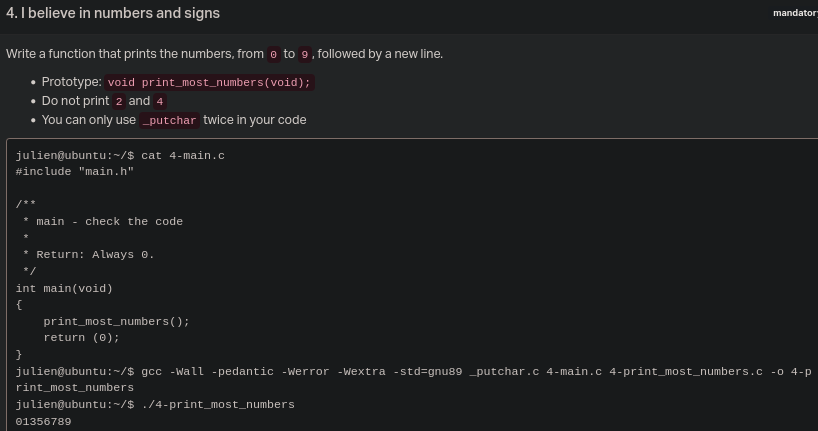 4. I believe in numbers and signs
mandatory
Write a function that prints the numbers, from 0 to 9, followed by a new line.
• Prototype: void print_most_numbers(void);
• Do not print 2 and 4
• You can only use _putchar twice in your code
julien@ubuntu:~/$ cat 4-main.c
#include "main.h"
/**
 * main - check the code
 *
 * Return: Always 0.
 */
int main(void)
{
    print_most_numbers();
    return (0);
}
julien@ubuntu:~/$ gcc -Wall -pedantic -Werror -Wextra -std=gnu89 _putchar.c 4-main.c 4-print_most_numbers.c -o 4-p
rint_most_numbers
julien@ubuntu:~/$ ./4-print_most_numbers
01356789